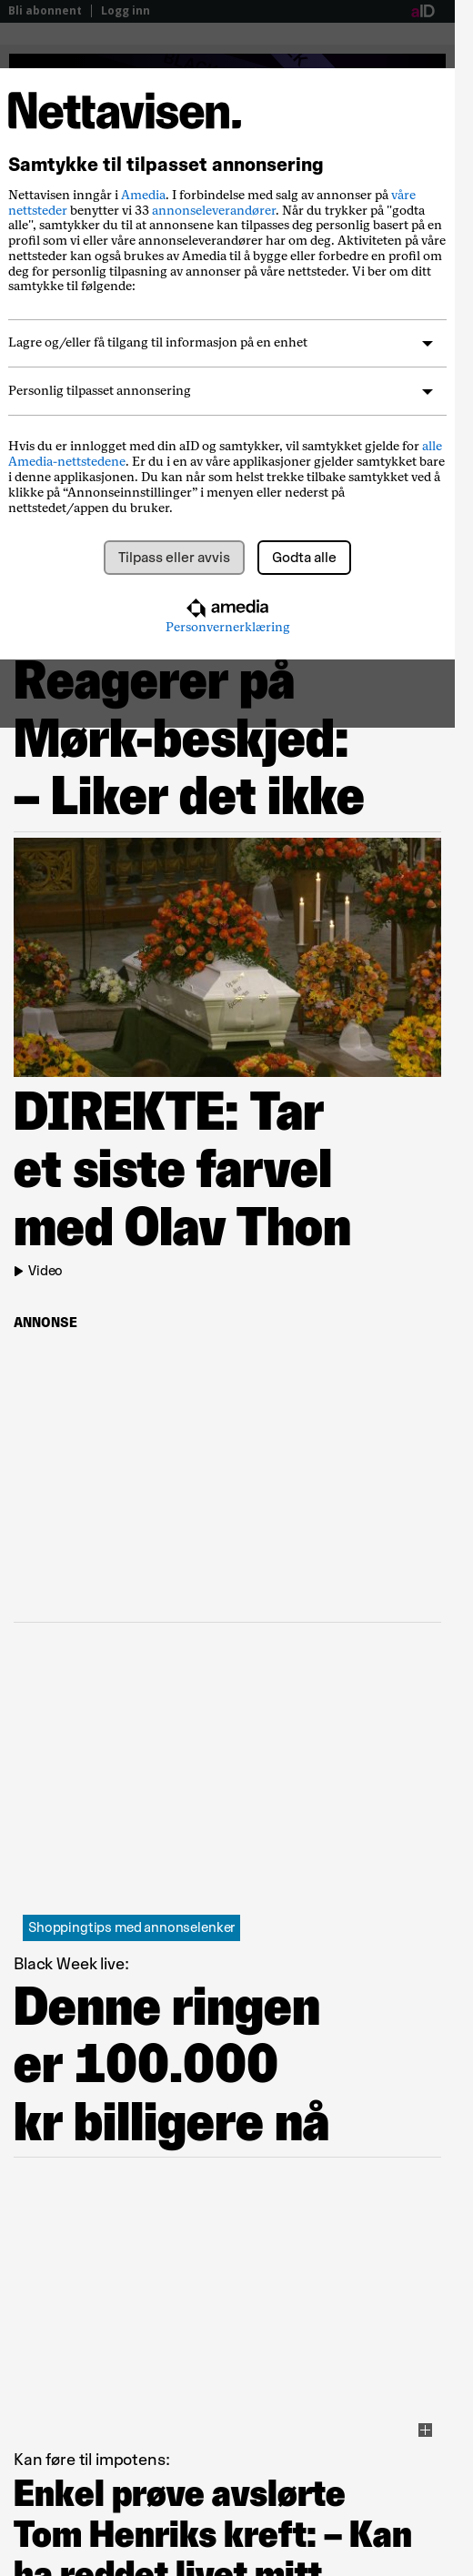 Bli abonnent | Logg inn
aID
Nettavisen.
Samtykke til tilpasset annonsering
Nettavisen inngår i Amedia. I forbindelse med salg av annonser på våre
nettsteder benytter vi 33 annonseleverandører. Når du trykker på "godta
alle", samtykker du til at annonsene kan tilpasses deg personlig basert på en
profil som vi eller våre annonseleverandører har om deg. Aktiviteten på våre
nettsteder kan også brukes av Amedia til å bygge eller forbedre en profil om
deg for personlig tilpasning av annonser på våre nettsteder. Vi ber om ditt
samtykke til følgende:
Lagre og/eller få tilgang til informasjon på en enhet
Personlig tilpasset annonsering
Hvis du er innlogget med din aID og samtykker, vil samtykket gjelde for alle
Amedia-nettstedene. Er du i en av våre applikasjoner gjelder samtykket bare
i denne applikasjonen. Du kan når som helst trekke tilbake samtykket ved å
klikke på “Annonseinnstillinger” i menyen eller nederst på
nettstedet/appen du bruker.
Tilpass eller avvis
Godta alle
amedia
Personvernerklæring
Reagerer på
Mørk-beskjed:
– Liker det ikke
DIREKTE: Tar
et siste farvel
med Olav Thon
Video
ANNONSE
Shoppingtips med annonselenker
Black Week live:
Denne ringen
er 100.000
kr billigere nå
Kan føre til impotens:
Enkel prøve avslørte
Tom Henriks kreft: – Kan
ha reddet livet mitt